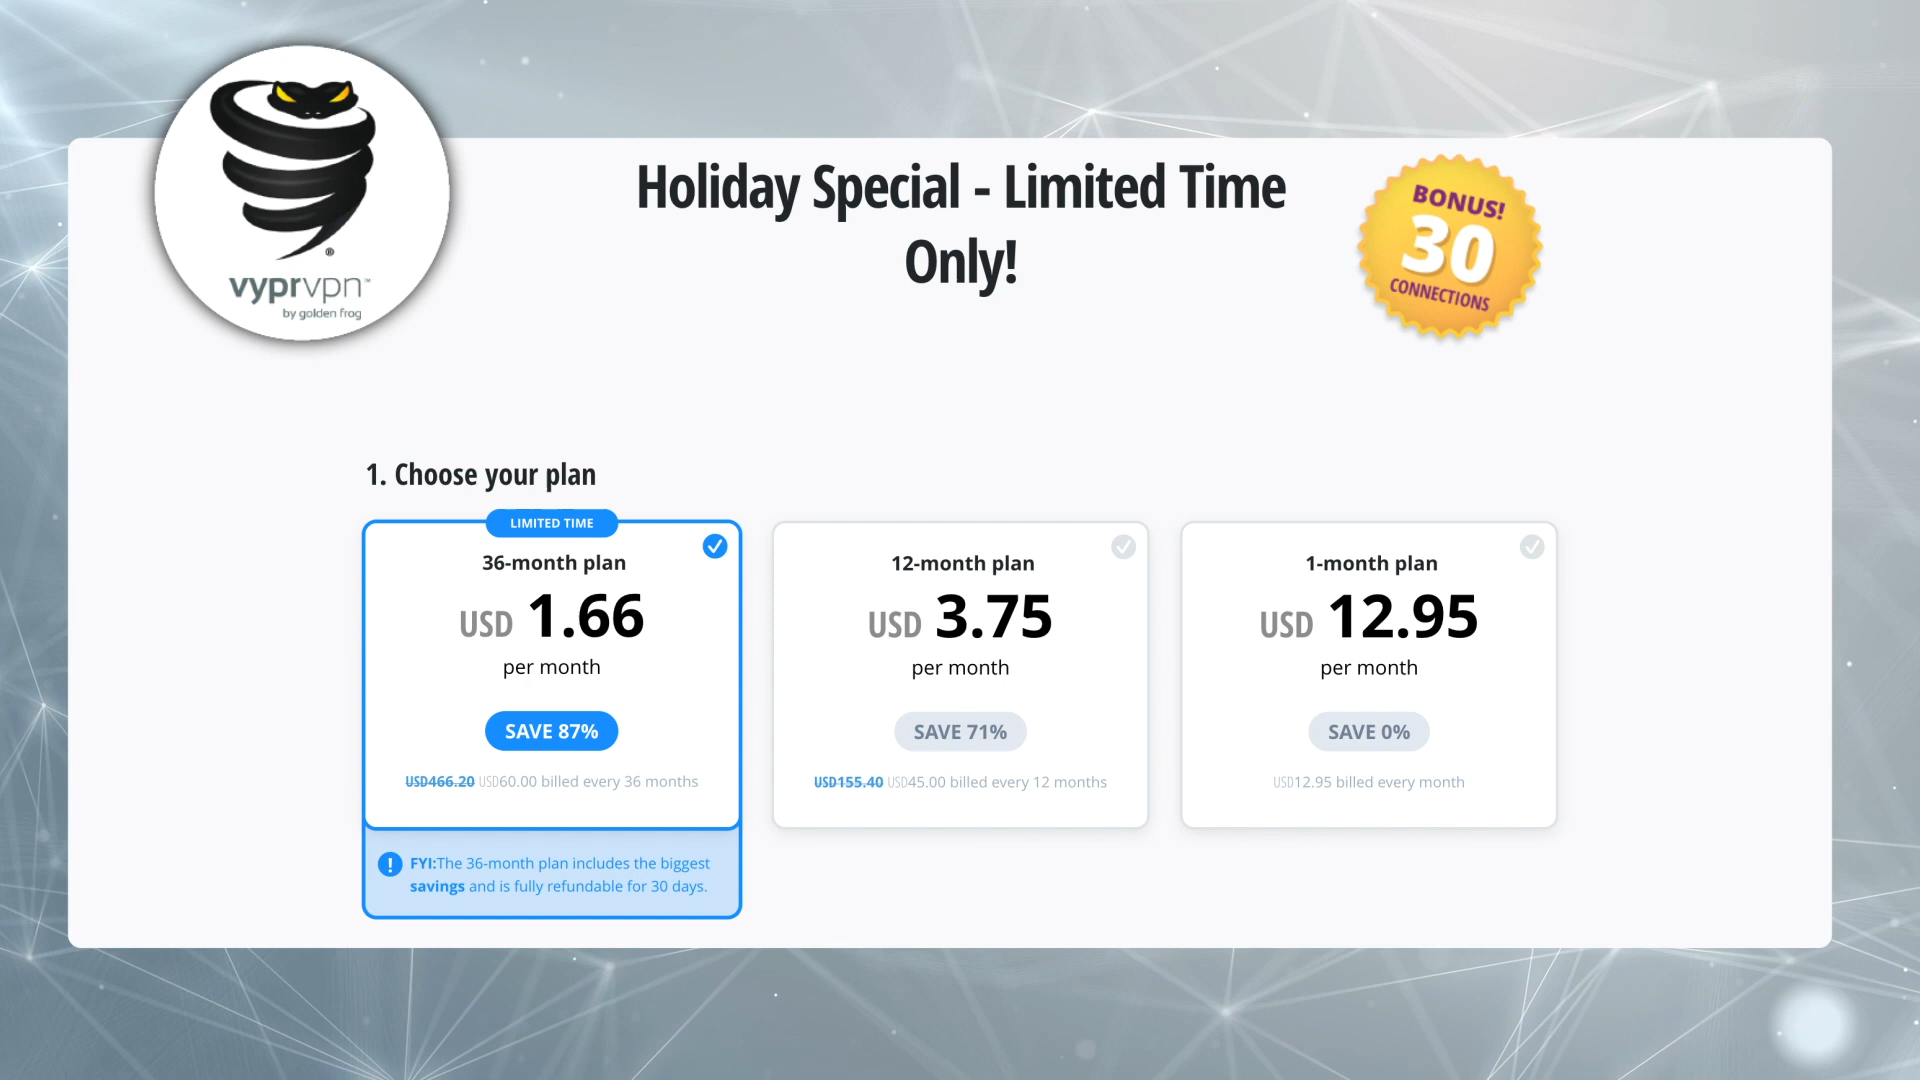 vyprvpn™
by golden frog
®
Holiday Special - Limited Time
Only!
BONUS!
30
CONNECTIONS
1. Choose your plan
LIMITED TIME
36-month plan
USD 1.66
per month
SAVE 87%
USD466.20 USD60.00 billed every 36 months
FYI:The 36-month plan includes the biggest
savings and is fully refundable for 30 days.
12-month plan
USD 3.75
per month
SAVE 71%
USD155.40 USD45.00 billed every 12 months
1-month plan
USD 12.95
per month
SAVE 0%
USD12.95 billed every month